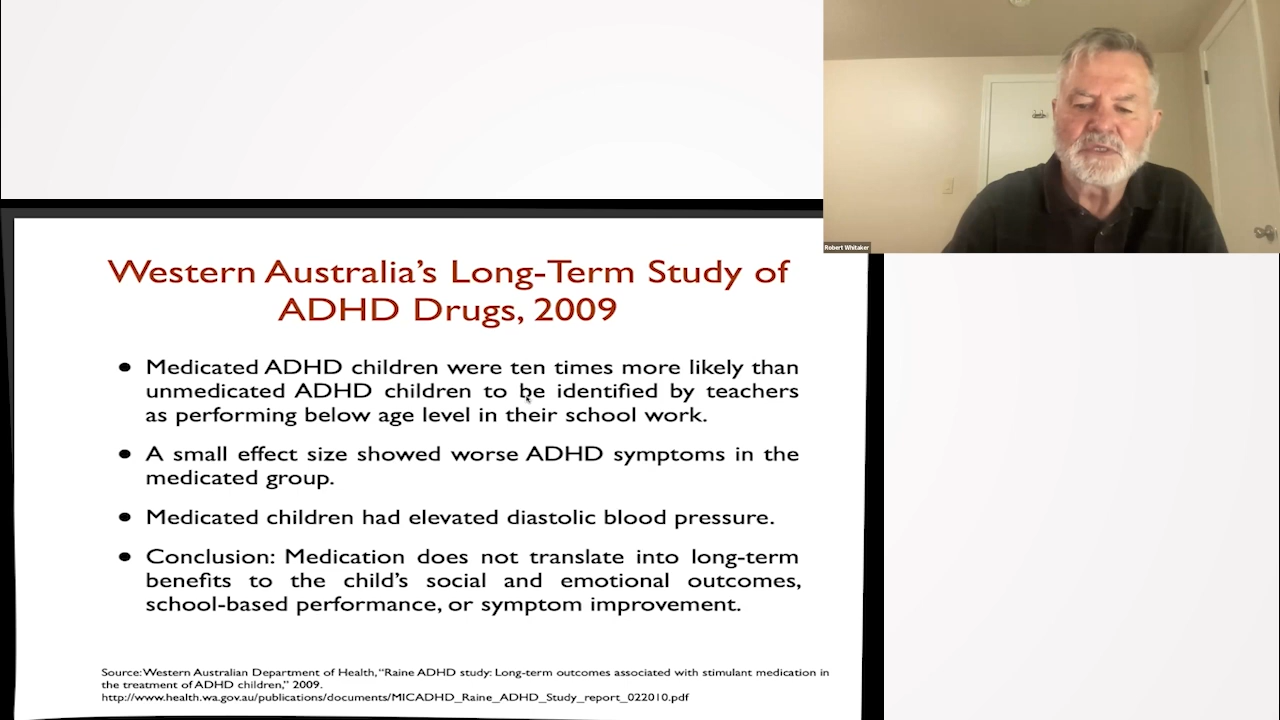 Robert Whitaker
Western Australia's Long-Term Study of
ADHD Drugs, 2009
• Medicated ADHD children were ten times more likely than
unmedicated ADHD children to be identified by teachers
as performing below age level in their school work.
• A small effect size showed worse ADHD symptoms in the
medicated group.
• Medicated children had elevated diastolic blood pressure.
• Conclusion: Medication does not translate into long-term
benefits to the child's social and emotional outcomes,
school-based performance, or symptom improvement.
Source: Western Australian Department of Health, "Raine ADHD study: Long-term outcomes associated with stimulant medication in
the treatment of ADHD children," 2009.
http://www.health.wa.gov.au/publications/documents/MICADHD_Raine_ADHD_Study_report_022010.pdf